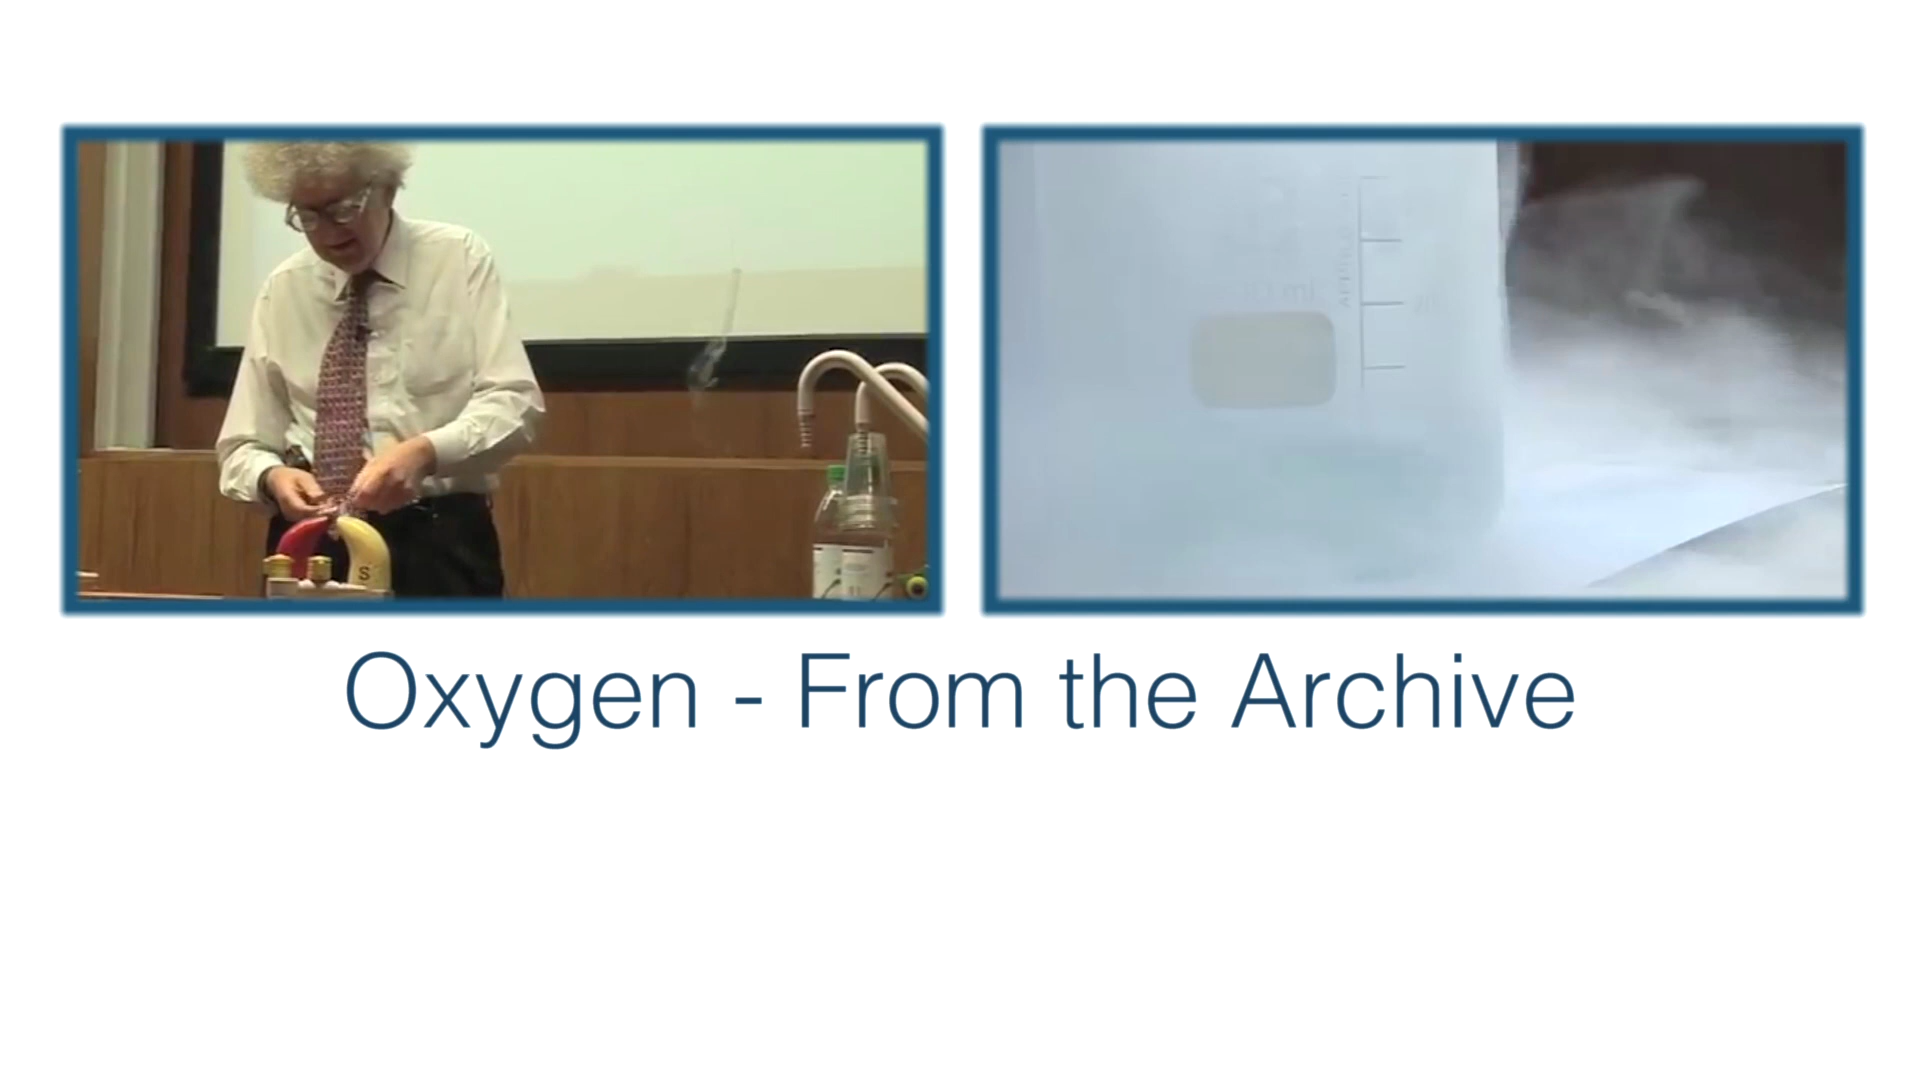 S
Oxygen - From the Archive